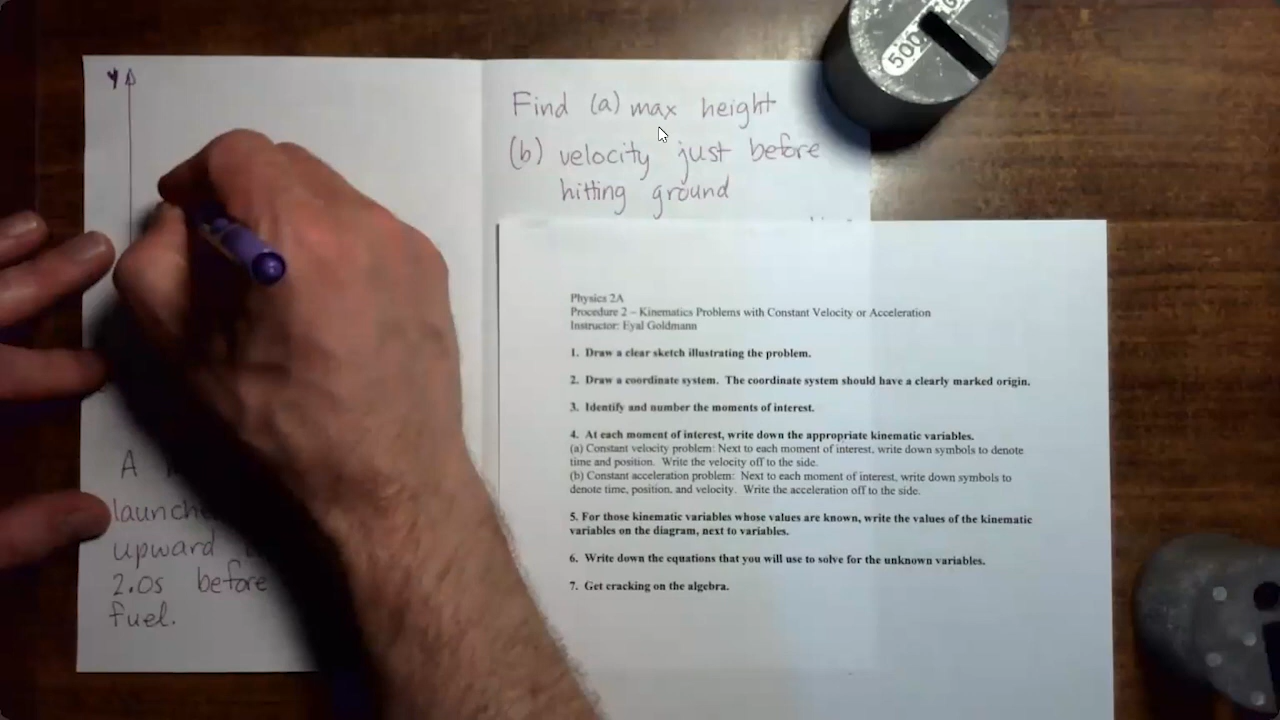 y
Find (a) max height
(b) velocity just before
hitting ground
A
launche
upward
2.0s before
fuel.
500
Physics 2A
Procedure 2 – Kinematics Problems with Constant Velocity or Acceleration
Instructor: Eyal Goldmann
1. Draw a clear sketch illustrating the problem.
2. Draw a coordinate system. The coordinate system should have a clearly marked origin.
3. Identify and number the moments of interest.
4. At each moment of interest, write down the appropriate kinematic variables.
(a) Constant velocity problem: Next to each moment of interest, write down symbols to denote
time and position. Write the velocity off to the side.
(b) Constant acceleration problem: Next to each moment of interest, write down symbols to
denote time, position, and velocity. Write the acceleration off to the side.
5. For those kinematic variables whose values are known, write the values of the kinematic
variables on the diagram, next to variables.
6. Write down the equations that you will use to solve for the unknown variables.
7. Get cracking on the algebra.